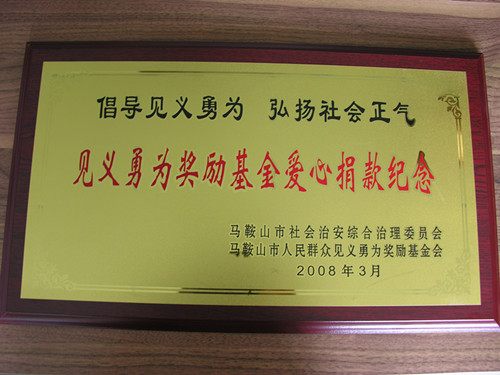 倡导见义勇为 弘扬社会正气
见义勇为奖励基金爱心捐款纪念
马鞍山市社会治安综合治理委员会
马鞍山市人民群众见义勇为奖励基金会
2008年3月